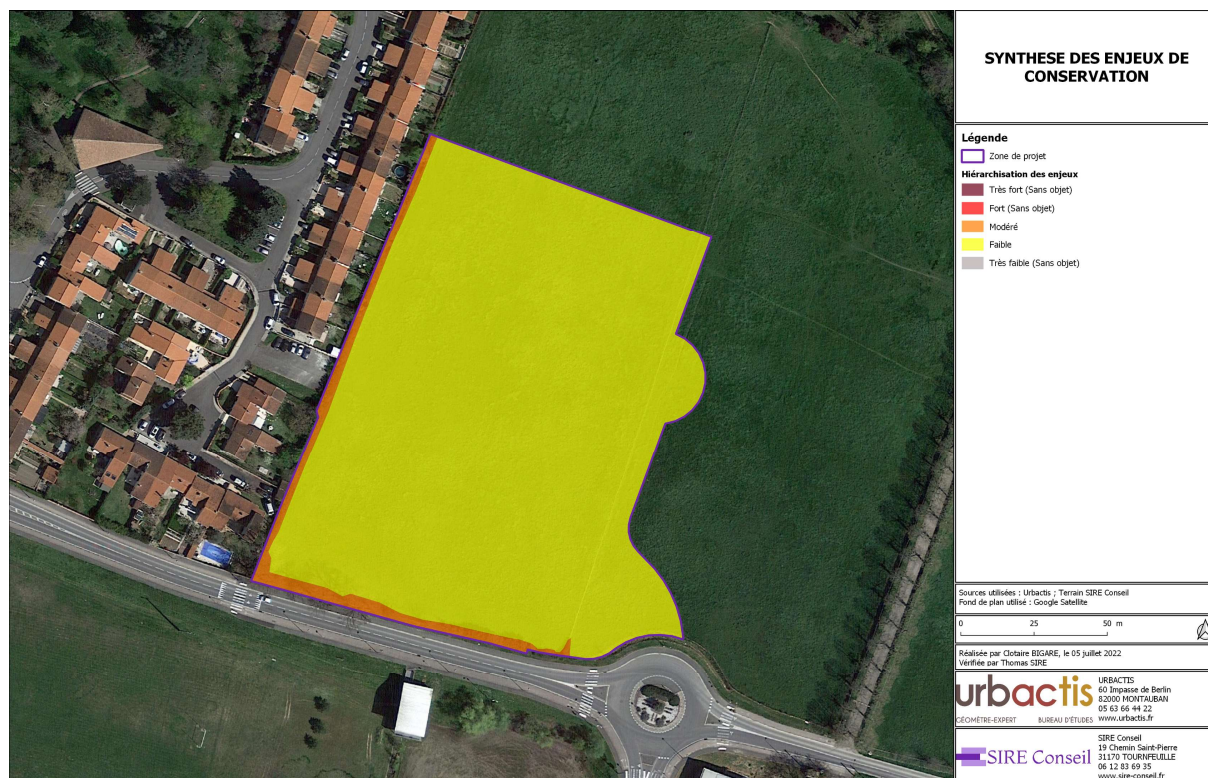 SYNTHESE DES ENJEUX DE
CONSERVATION
Légende
Zone de projet
Hiérarchisation des enjeux
Très fort (Sans objet)
Fort (Sans objet)
Modéré
Faible
Très faible (Sans objet)
Sources utilisées : Urbactis ; Terrain SIRE Conseil
Fond de plan utilisé : Google Satellite
0 25 50 m
Réalisée par Clotaire BIGARE, le 05 juillet 2022
Vérifiée par Thomas SIRE
urbactis
GÉOMÈTRE-EXPERT BUREAU D'ÉTUDES
URBACTIS
60 Impasse de Berlin
82000 MONTAUBAN
05 63 66 44 22
www.urbactis.fr
SIRE Conseil
SIRE Conseil
19 Chemin Saint-Pierre
31170 TOURNFEUILLE
06 12 83 69 35
www.sire-conseil.fr